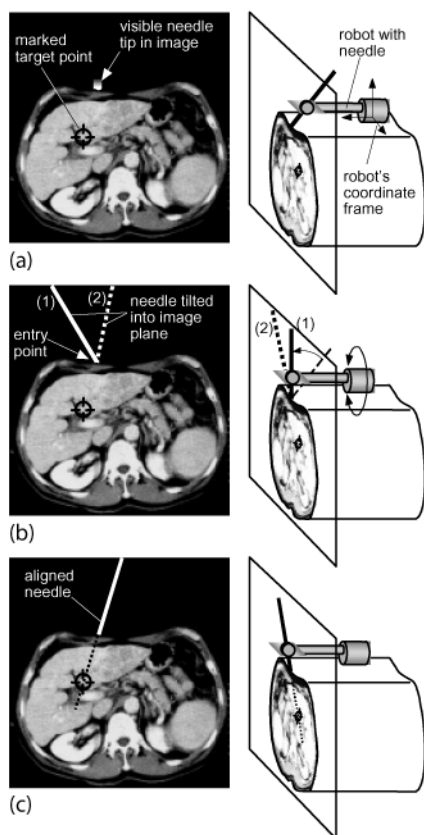 marked
target point
visible needle
tip in image
robot with
needle
robot's
coordinate
frame
(a)
(1)
(2)
needle tilted
into image
plane
entry
point
(2)
(1)
(b)
aligned
needle
(c)